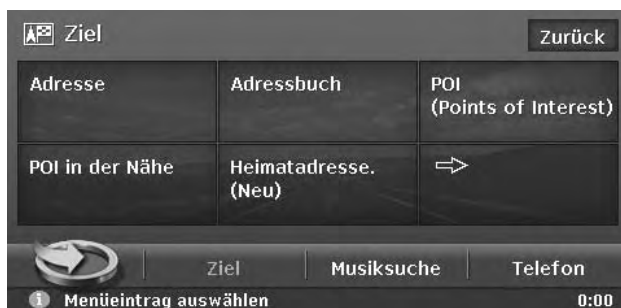 Ziel
Zurück
Adresse
Adressbuch
POI
(Points of Interest)
POI in der Nähe
Heimatadresse.
(Neu)
Ziel
Musiksuche
Telefon
Menüeintrag auswählen
0:00